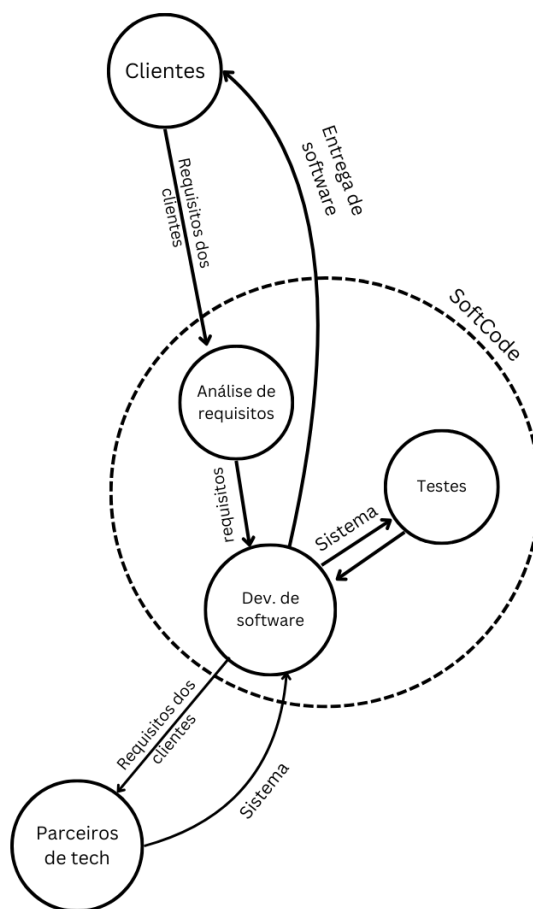 Clientes
Requisitos dos
clientes
Entrega de
software
SoftCode
Análise de
requisitos
requisitos
Testes
Sistema
Dev. de
software
Requisitos dos
clientes
Sistema
Parceiros
de tech